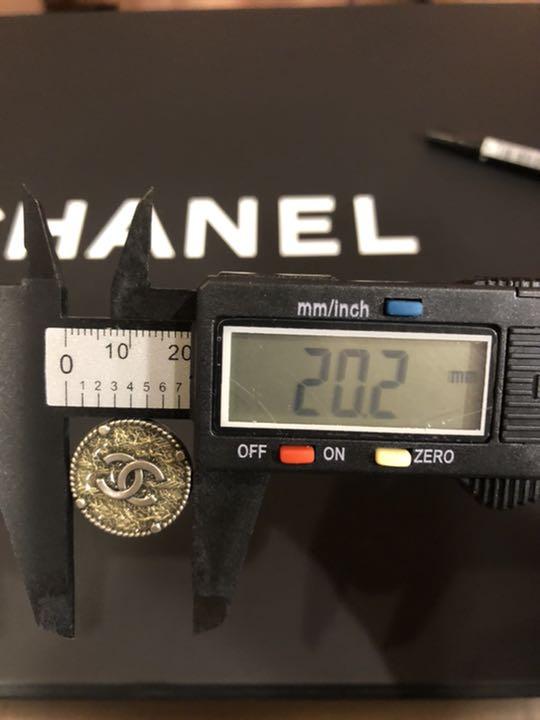 CHANEL
mm/inch
0 10 20
1 2 3 4 5 6 7
20.2 mm
OFF ON ZERO